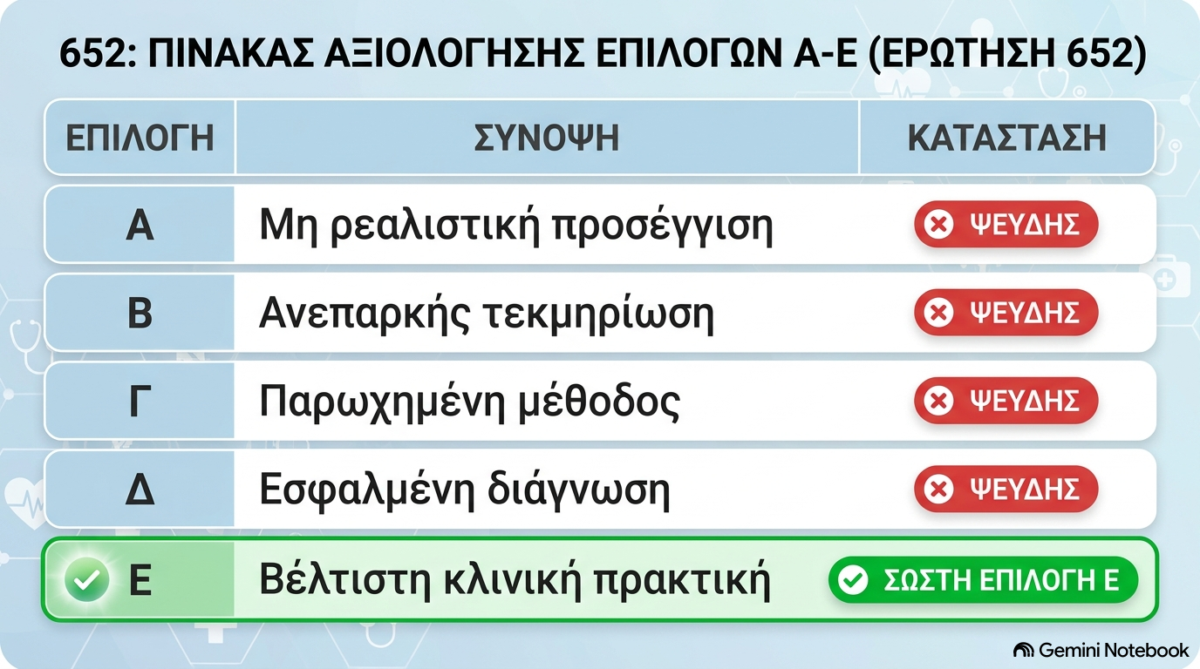 652: ΠΙΝΑΚΑΣ ΑΞΙΟΛΟΓΗΣΗΣ ΕΠΙΛΟΓΩΝ Α-Ε (ΕΡΩΤΗΣΗ 652)
ΕΠΙΛΟΓΗ ΣΥΝΟΨΗ ΚΑΤΑΣΤΑΣΗ
Α Μη ρεαλιστική προσέγγιση ΨΕΥΔΗΣ
Β Ανεπαρκής τεκμηρίωση ΨΕΥΔΗΣ
Γ Παρωχημένη μέθοδος ΨΕΥΔΗΣ
Δ Εσφαλμένη διάγνωση ΨΕΥΔΗΣ
Ε Βέλτιστη κλινική πρακτική ΣΩΣΤΗ ΕΠΙΛΟΓΗ Ε
Gemini Notebook